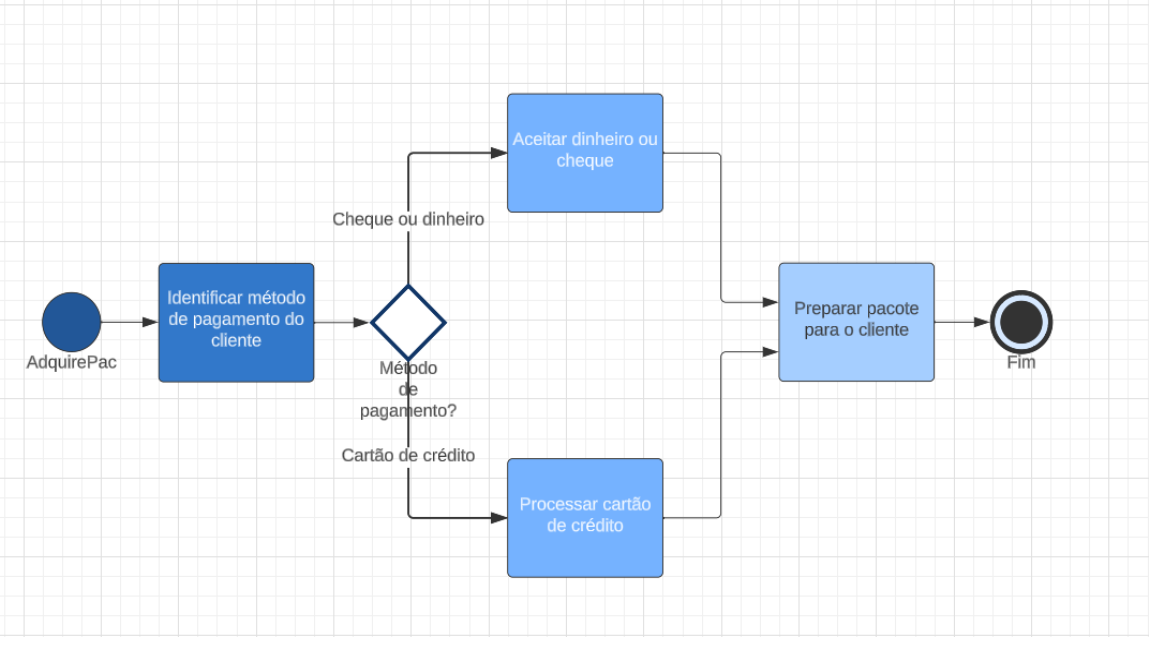 AdquirePac
Identificar método
de pagamento do
cliente
Método
de
pagamento?
Cheque ou dinheiro
Aceitar dinheiro ou
cheque
Cartão de crédito
Processar cartão
de crédito
Preparar pacote
para o cliente
Fim